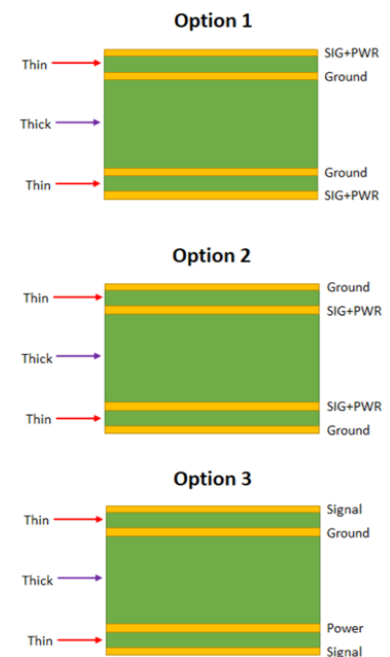 Option 1
SIG+PWR
Thin
Ground
Thick
Ground
Thin
SIG+PWR
Option 2
Ground
Thin
SIG+PWR
Thick
SIG+PWR
Thin
Ground
Option 3
Signal
Thin
Ground
Thick
Power
Thin
Signal